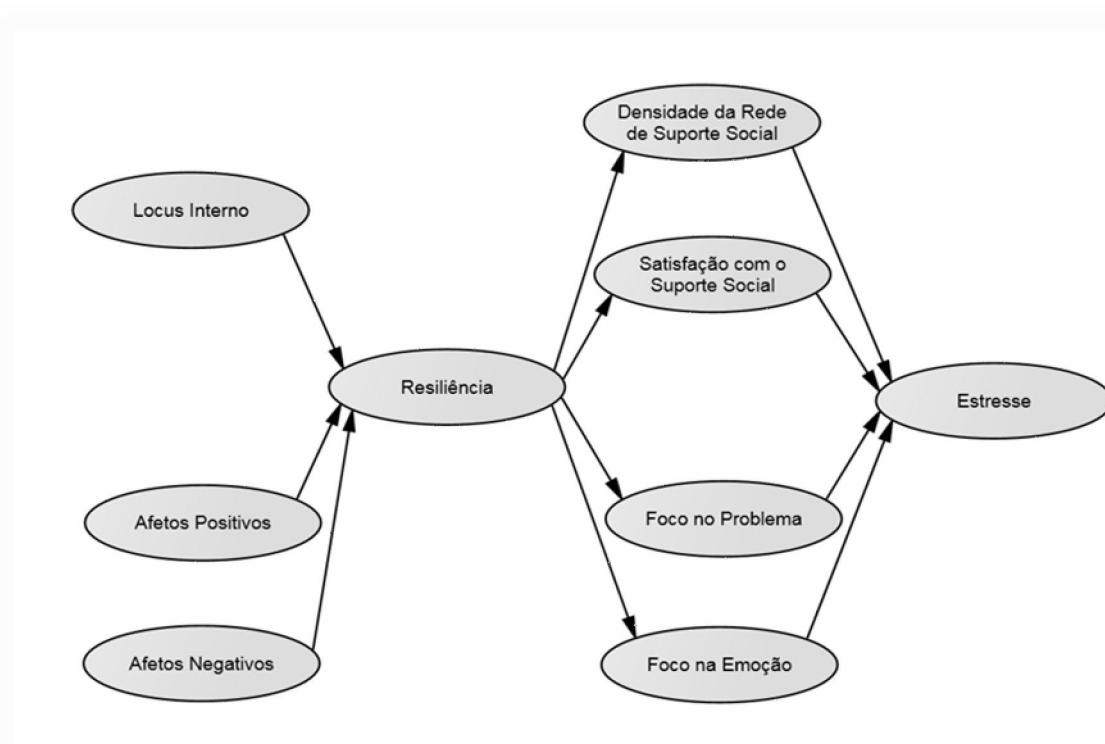 Densidade da Rede
de Suporte Social
Locus Interno
Satisfação com o
Suporte Social
Resiliência
Estresse
Afetos Positivos
Foco no Problema
Afetos Negativos
Foco na Emoção